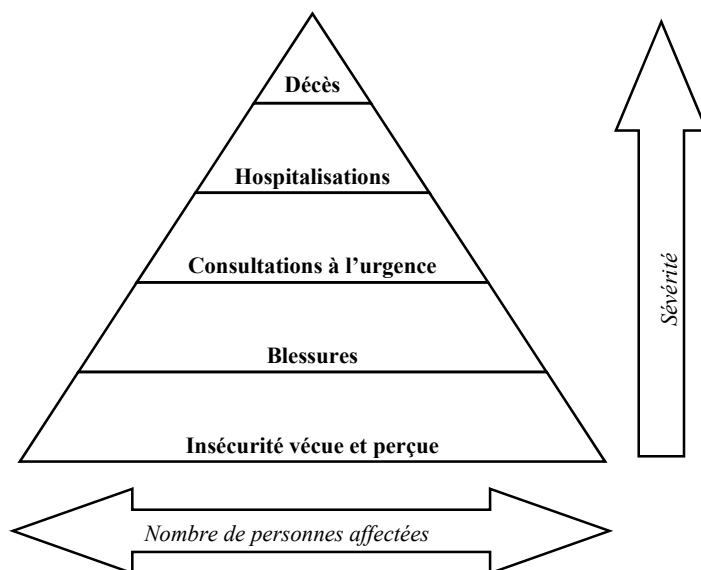 Décès
Hospitalisations
Consultations à l’urgence
Blessures
Insécurité vécue et perçue
Nombre de personnes affectées
Sévérité